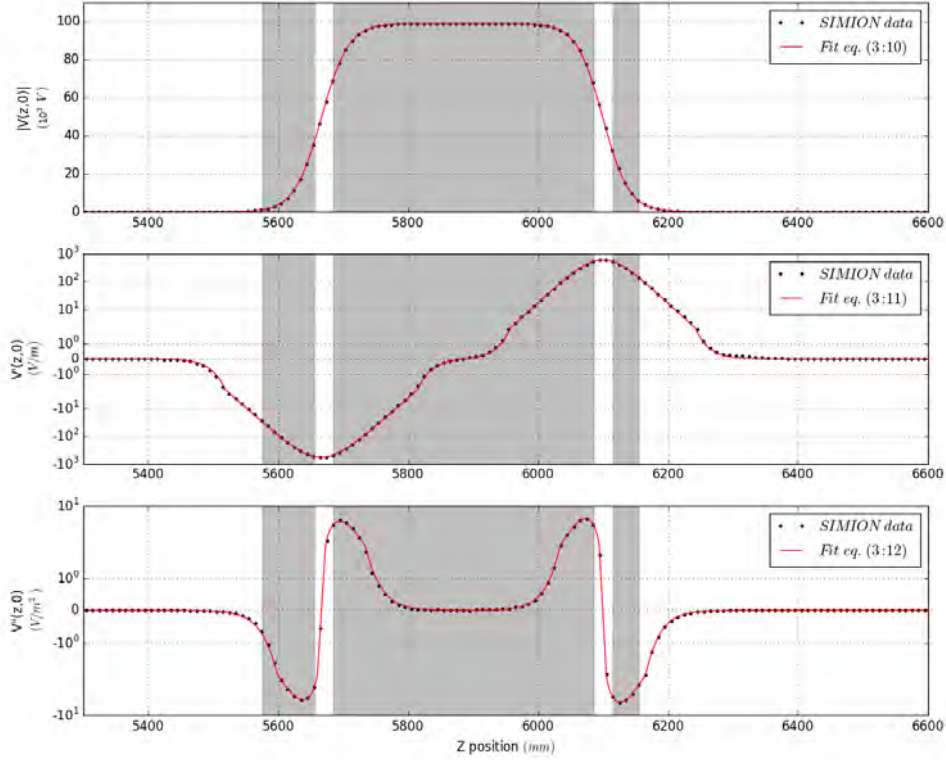 100
80
60
40
20
0
|V(z,0)|
(10³ V)
SIMION data
Fit eq. (3:10)
5400 5600 5800 6000 6200 6400 6600
10³
10²
10¹
10⁰
0
-10⁰
-10¹
-10²
-10³
V'(z,0)
(V/m)
SIMION data
Fit eq. (3:11)
5400 5600 5800 6000 6200 6400 6600
10¹
10⁰
0
-10⁰
-10¹
V''(z,0)
(V/m²)
SIMION data
Fit eq. (3:12)
5400 5600 5800 6000 6200 6400 6600
Z position (mm)